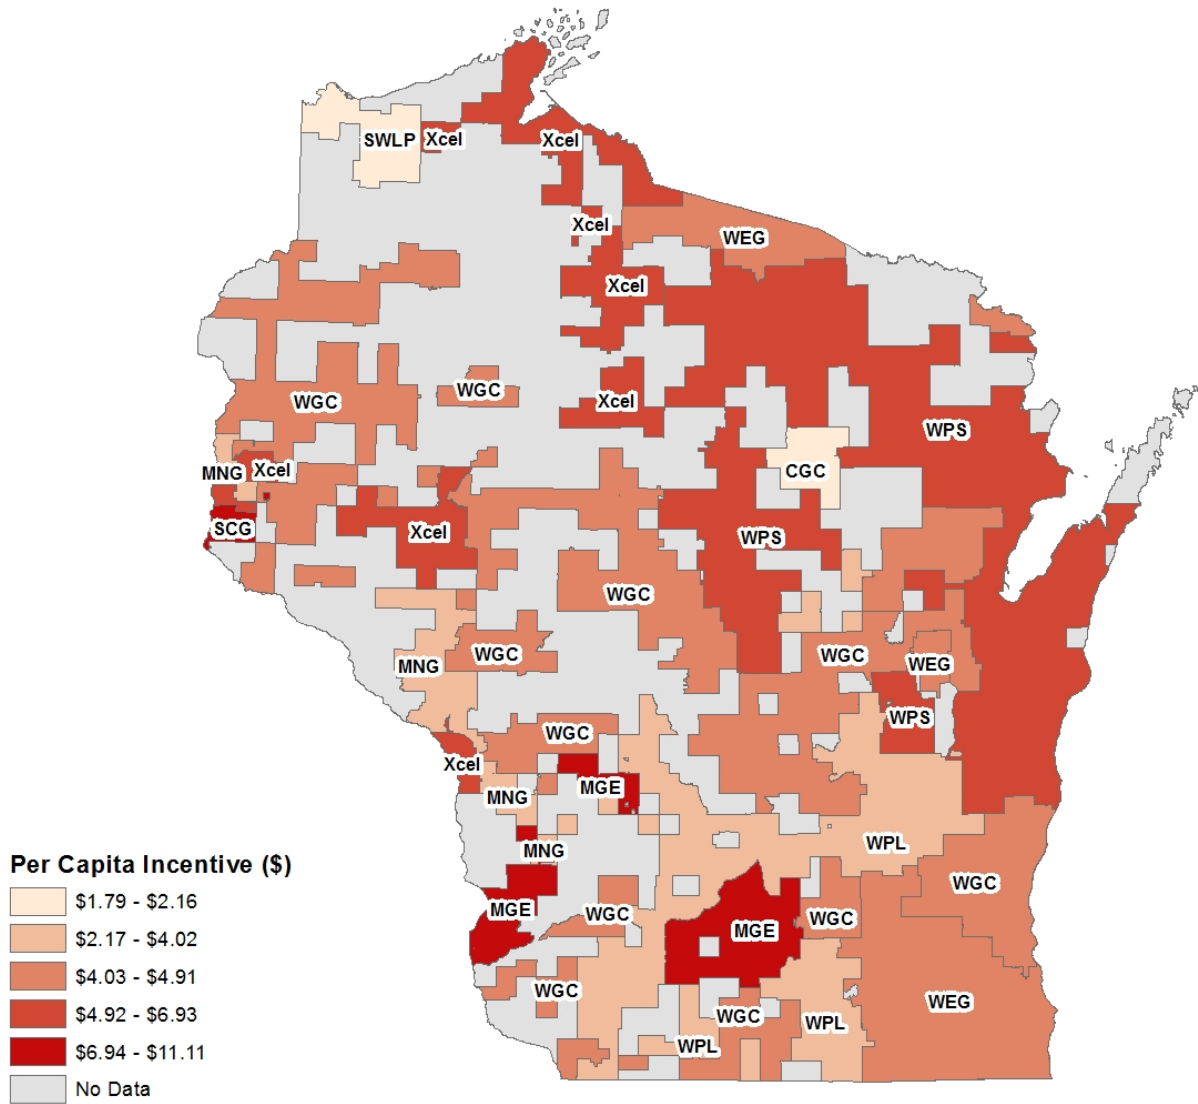 SWLP
Xcel
Xcel
Xcel
WEG
Xcel
WGC
WGC
Xcel
WPS
MNG
Xcel
CGC
SCG
Xcel
WPS
WGC
WGC
MNG
WGC
WEG
WPS
WGC
Xcel
MGE
MNG
MNG
WPL
WGC
MGE
WGC
WGC
MGE
WGC
WEG
WGC
WPL
WPL
Per Capita Incentive ($)
$1.79 - $2.16
$2.17 - $4.02
$4.03 - $4.91
$4.92 - $6.93
$6.94 - $11.11
No Data